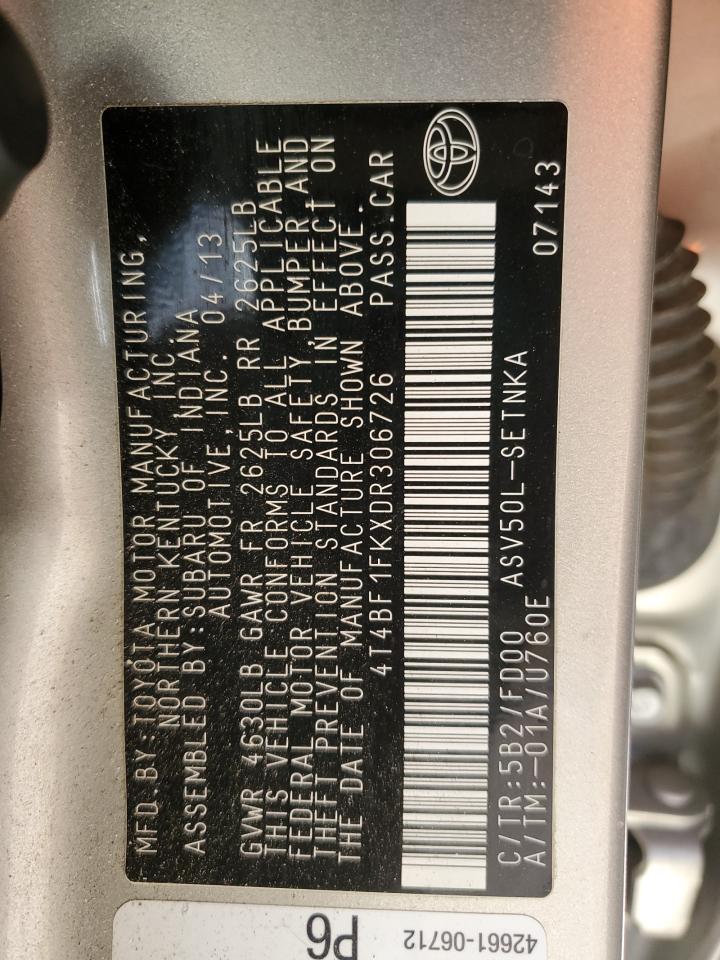 MFD.BY:TOYOTA MOTOR MANUFACTURING,
NORTHERN KENTUCKY INC.
ASSEMBLED BY:SUBARU OF INDIANA
AUTOMOTIVE,INC. 04/13
GVWR 4630LB GAWR FR 2625LB RR 2625LB
THIS VEHICLE CONFORMS TO ALL APPLICABLE
FEDERAL MOTOR VEHICLE SAFETY,BUMPER,AND
THEFT PREVENTION STANDARDS IN EFFECT ON
THE DATE OF MANUFACTURE SHOWN ABOVE.
4T4BF1FKXDR306726 PASS.CAR
C/TR:5B2/FD00 ASV50L-SETNKA
A/TM:-01A/U760E 07143
P6
42661-06712